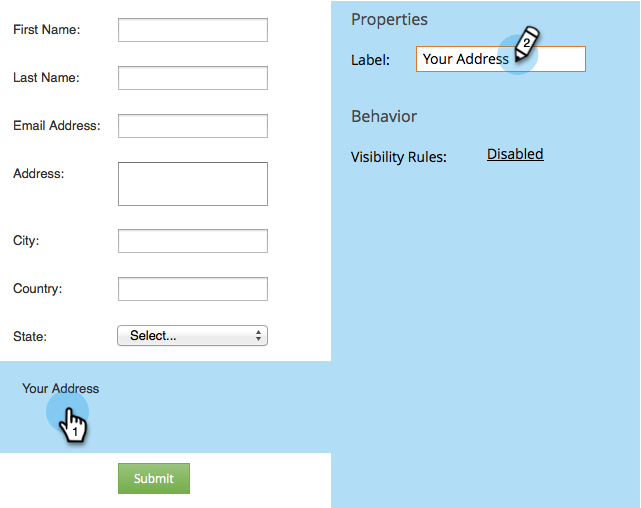 First Name:
Last Name:
Email Address:
Address:
City:
Country:
State:
Select...
Your Address
1
Submit
Properties
Label:
Your Address
2
Behavior
Visibility Rules:
Disabled